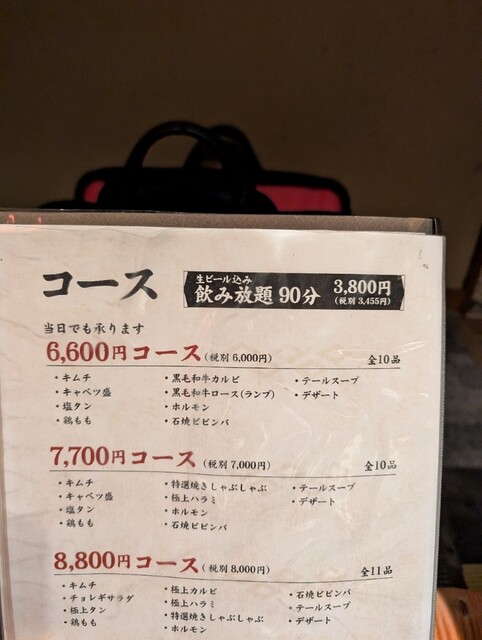 コース
生ビール込み
飲み放題 90分
3,800円
(税別 3,455円)
当日でも承ります
6,600円コース(税別 6,000円) 全10品
・キムチ ・黒毛和牛カルビ ・テールスープ
・キャベツ盛 ・黒毛和牛ロース(ランプ) ・デザート
・塩タン ・ホルモン
・鶏もも ・石焼ビビンバ
7,700円コース(税別 7,000円) 全10品
・キムチ ・特選焼きしゃぶしゃぶ ・テールスープ
・キャベツ盛 ・極上ハラミ ・デザート
・塩タン ・ホルモン
・鶏もも ・石焼ビビンバ
8,800円コース(税別 8,000円) 全11品
・キムチ ・極上カルビ ・石焼ビビンバ
・チョレギサラダ ・極上ハラミ ・テールスープ
・極上タン ・特選焼きしゃぶしゃぶ ・デザート
・鶏もも ・ホルモン